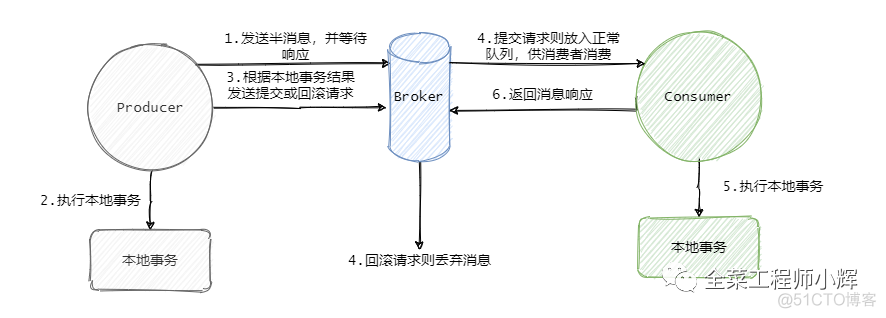 1.发送半消息，并等待
响应
4.提交请求则放入正常
队列，供消费者消费
3.根据本地事务结果
发送提交或回滚请求
Producer
Broker
6.返回消息响应
Consumer
2.执行本地事务
5.执行本地事务
本地事务
4.回滚请求则丢弃消息
本地事务
全菜工程师小辉
@51CTO博客